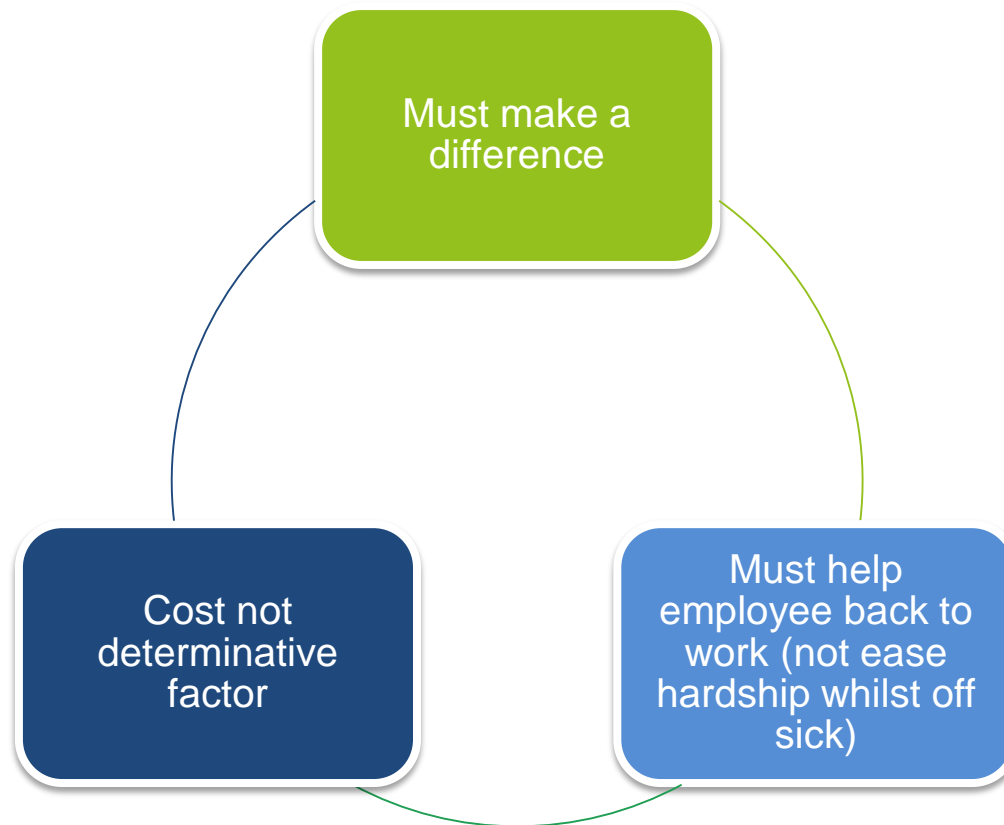 Must make a
difference
Cost not
determinative
factor
Must help
employee back to
work (not ease
hardship whilst off
sick)